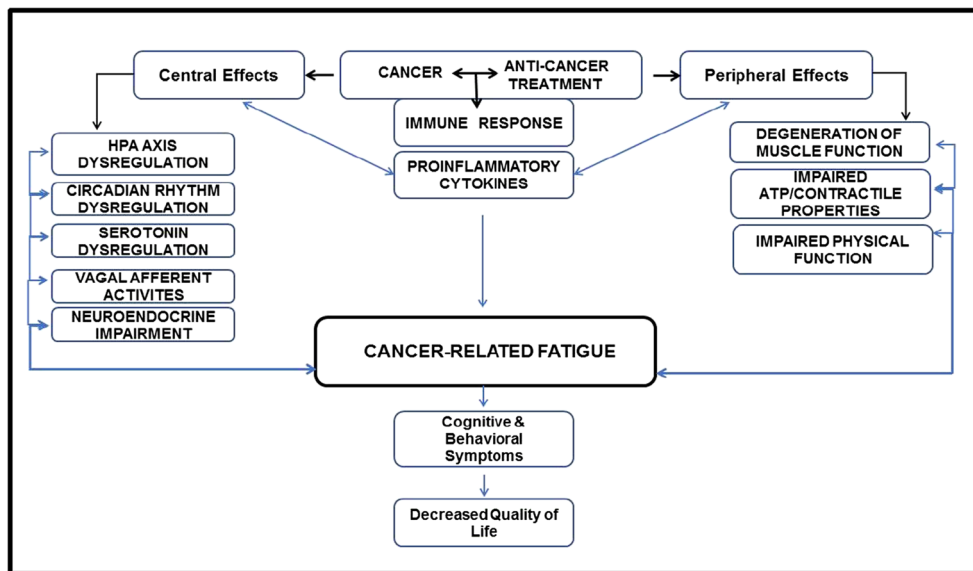 Central Effects
CANCER
ANTI-CANCER
TREATMENT
Peripheral Effects
IMMUNE RESPONSE
PROINFLAMMATORY
CYTOKINES
HPA AXIS
DYSREGULATION
CIRCADIAN RHYTHM
DYSREGULATION
SEROTONIN
DYSREGULATION
VAGAL AFFERENT
ACTIVITES
NEUROENDOCRINE
IMPAIRMENT
DEGENERATION OF
MUSCLE FUNCTION
IMPAIRED
ATP/CONTRACTILE
PROPERTIES
IMPAIRED PHYSICAL
FUNCTION
CANCER-RELATED FATIGUE
Cognitive &
Behavioral
Symptoms
Decreased Quality of
Life